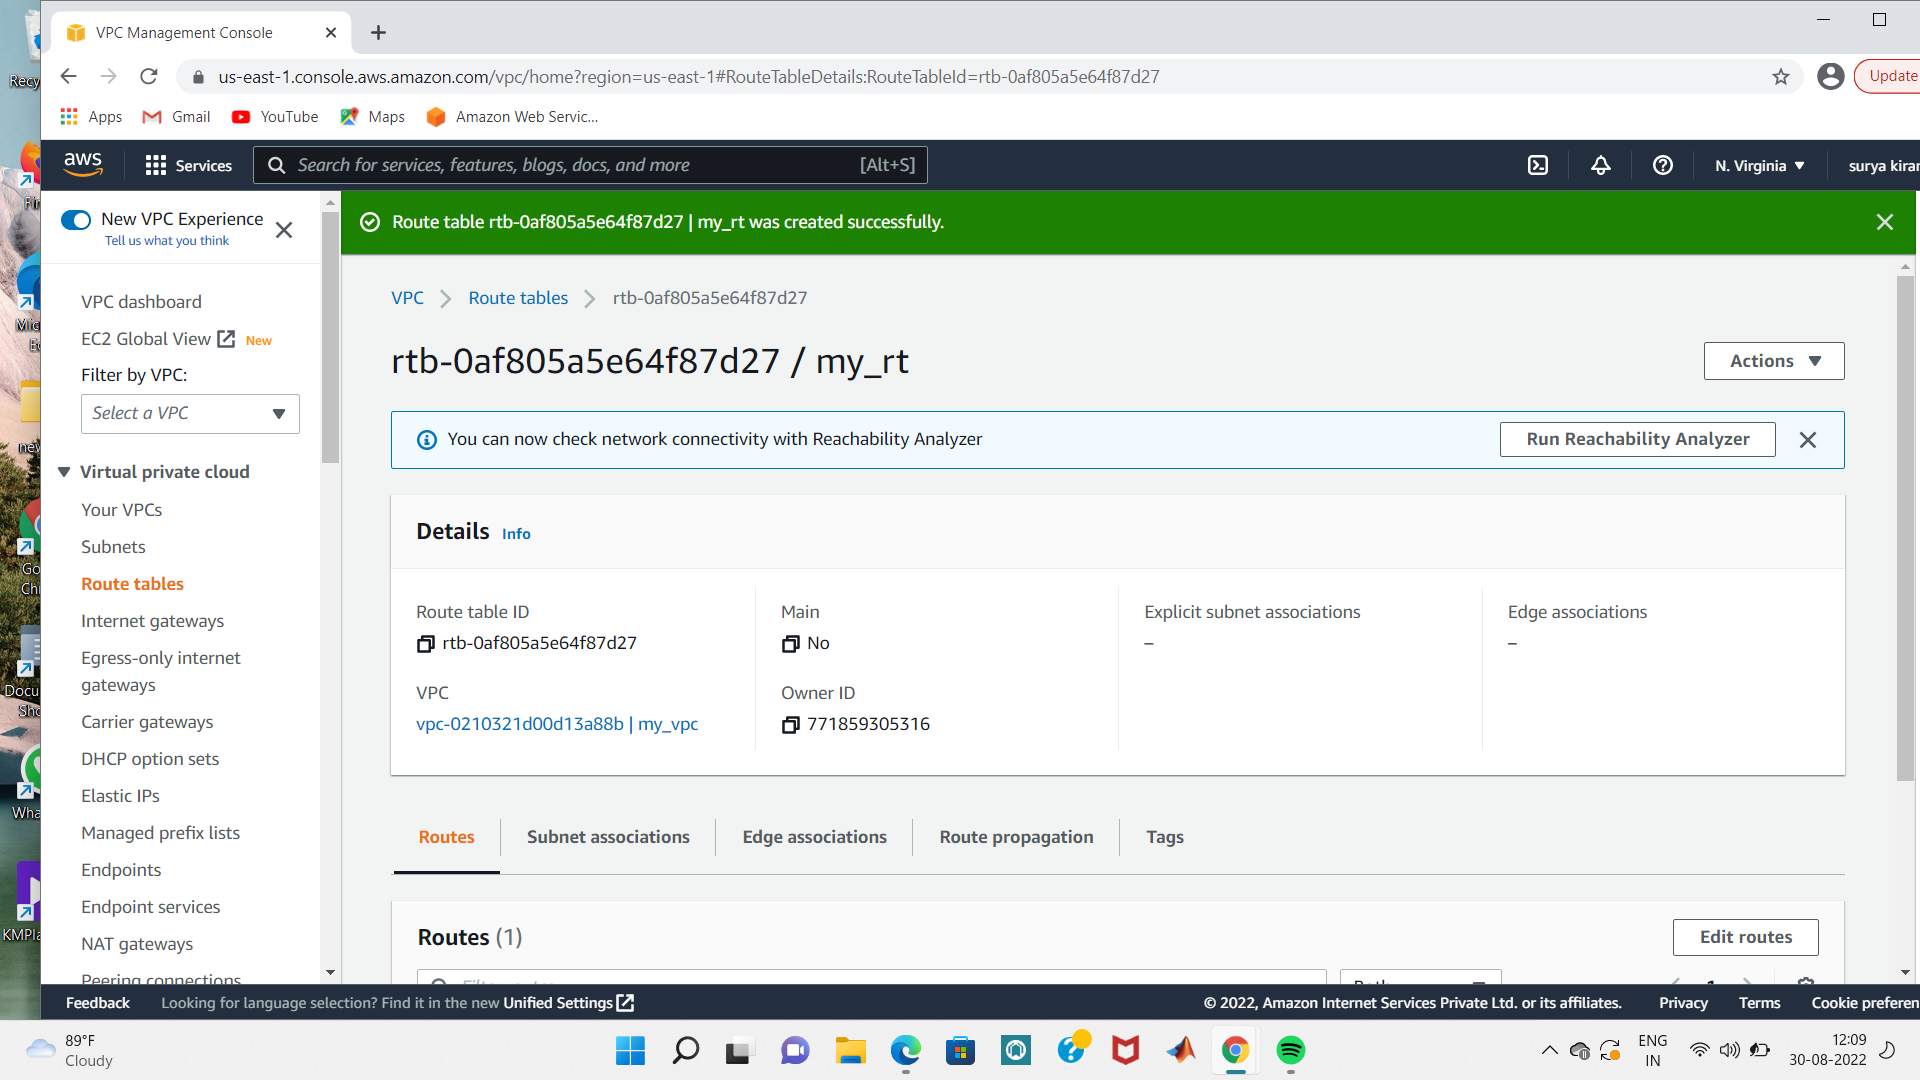 VPC Management Console
us-east-1.console.aws.amazon.com/vpc/home?region=us-east-1#RouteTableDetails:RouteTableId=rtb-0af805a5e64f87d27
Update
Apps
Gmail
YouTube
Maps
Amazon Web Servic...
aws
Services
Search for services, features, blogs, docs, and more
[Alt+S]
N. Virginia
surya kiran
New VPC Experience
Tell us what you think
Route table rtb-0af805a5e64f87d27 | my_rt was created successfully.
VPC dashboard
EC2 Global View
New
Filter by VPC:
Select a VPC
Virtual private cloud
Your VPCs
Subnets
Route tables
Internet gateways
Egress-only internet
gateways
Carrier gateways
DHCP option sets
Elastic IPs
Managed prefix lists
Endpoints
Endpoint services
NAT gateways
Peering connections
VPC
Route tables
rtb-0af805a5e64f87d27
rtb-0af805a5e64f87d27 / my_rt
Actions
You can now check network connectivity with Reachability Analyzer
Run Reachability Analyzer
Details
Info
Route table ID
rtb-0af805a5e64f87d27
Main
No
Explicit subnet associations
–
Edge associations
–
VPC
vpc-0210321d00d13a88b | my_vpc
Owner ID
771859305316
Routes
Subnet associations
Edge associations
Route propagation
Tags
Routes (1)
Edit routes
Filter routes
Both
1
Feedback
Looking for language selection? Find it in the new Unified Settings
© 2022, Amazon Internet Services Private Ltd. or its affiliates.
Privacy
Terms
Cookie preferen
89°F
Cloudy
ENG
IN
12:09
30-08-2022